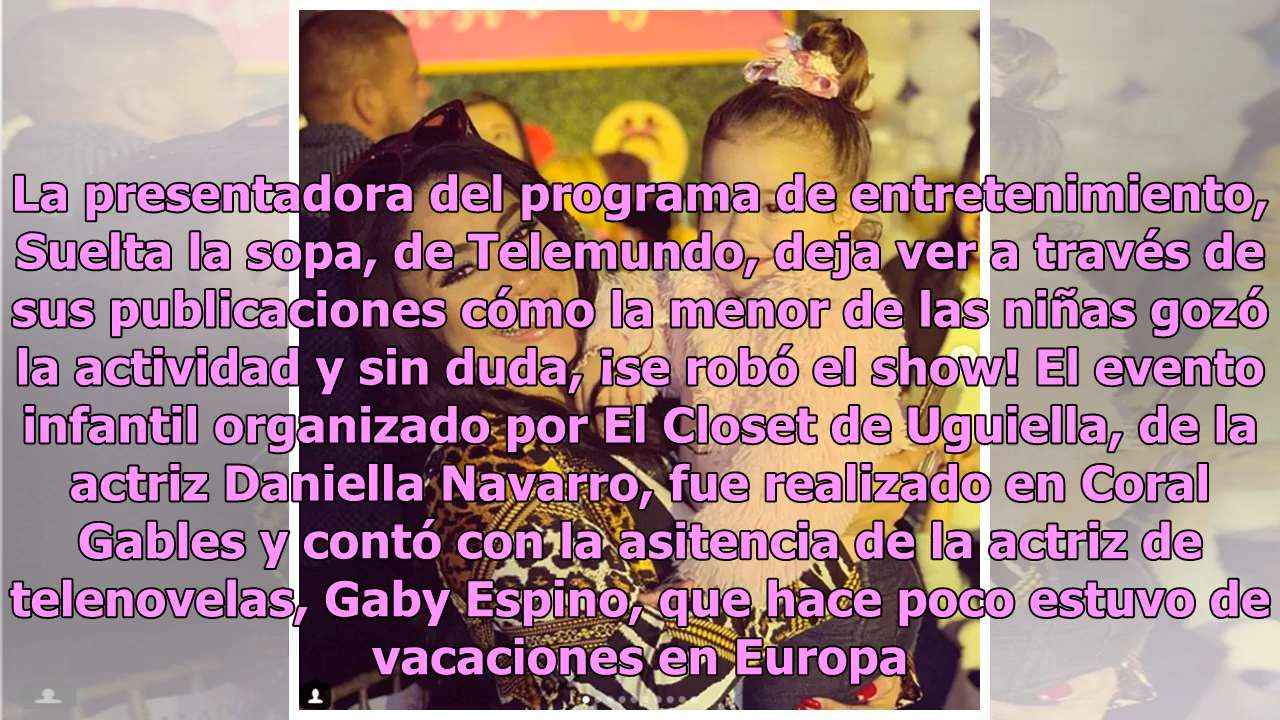 La presentadora del programa de entretenimiento,
Suelta la sopa, de Telemundo, deja ver a través de
sus publicaciones cómo la menor de las niñas gozó
la actividad y sin duda, ¡se robó el show! El evento
infantil organizado por El Closet de Uguiella, de la
actriz Daniella Navarro, fue realizado en Coral
Gables y contó con la asitencia de la actriz de
telenovelas, Gaby Espino, que hace poco estuvo de
vacaciones en Europa